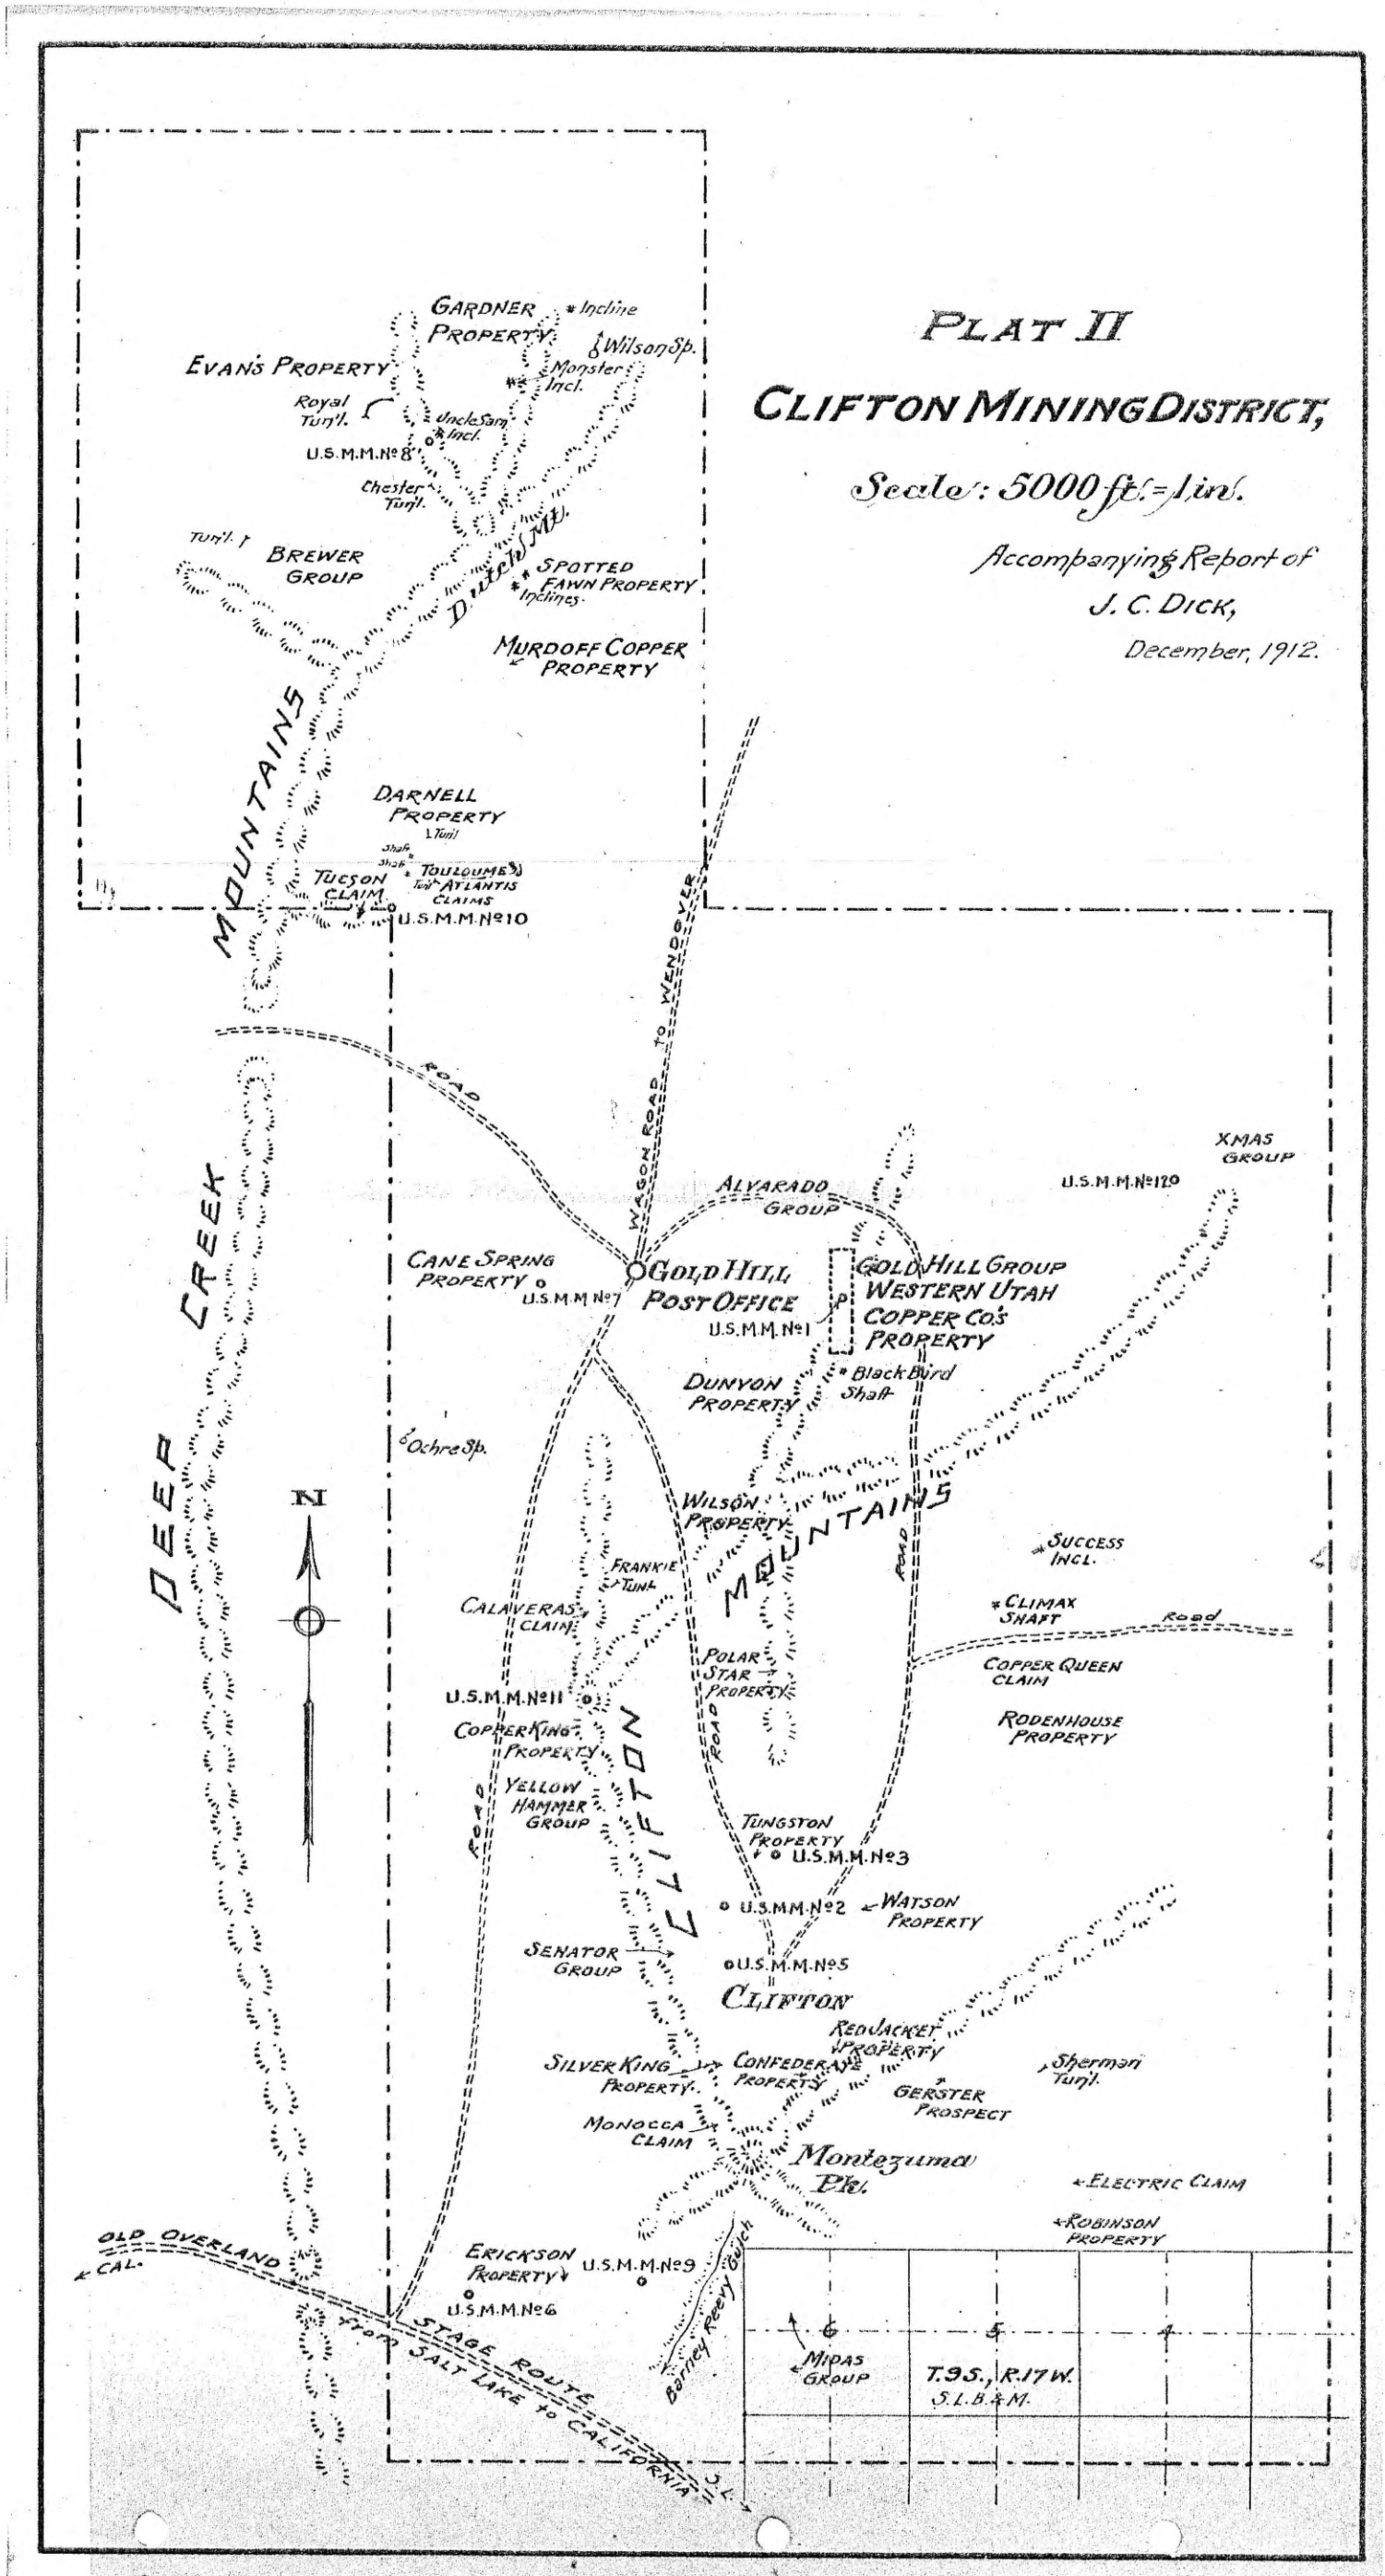 PLAT II
CLIFTON MINING DISTRICT,
Scale: 5000 ft. = 1 in.
Accompanying Report of
J. C. DICK,
December, 1912.
GARDNER
PROPERTY
Incline
Wilson Sp.
EVAN'S PROPERTY
Monster
Incl.
Royal
Tun'l.
Uncle Sam
Incl.
U.S.M.M. No 8
Chester
Tun'l.
Dutch Mt.
Tun'l.
BREWER
GROUP
SPOTTED
FAWN PROPERTY
Inclines.
MURDOFF COPPER
PROPERTY
DEEP CREEK MOUNTAINS
DARNELL
PROPERTY
Tun'l
Shaft
Shaft
TUCSON
CLAIM
TOULOUME &
Tun'l ATLANTIS
CLAIMS
U.S.M.M. No 10
WAGON ROAD TO WENDOVER
ROAD
XMAS
GROUP
U.S.M.M. No 120
ALVARADO
GROUP
CANE SPRING
PROPERTY
U.S.M.M No 7
GOLD HILL
POST OFFICE
GOLD HILL GROUP
WESTERN UTAH
COPPER CO'S
PROPERTY
P
U.S.M.M. No 1
Black Bird
Shaft
DUNYON
PROPERTY
Ochre Sp.
N
WILSON
PROPERTY
CLIFTON MOUNTAINS
ROAD
SUCCESS
INCL.
FRANKIE
TUNL
CALAVERAS
CLAIM
CLIMAX
SHAFT
Road
POLAR
STAR
PROPERTY
COPPER QUEEN
CLAIM
U.S.M.M. No 11
COPPER KING
PROPERTY
ROAD
RODENHOUSE
PROPERTY
YELLOW
HAMMER
GROUP
ROAD
TUNGSTON
PROPERTY
U.S.M.M. No 3
U.S.M.M. No 2
WATSON
PROPERTY
SENATOR
GROUP
U.S.M.M. No 5
CLIFTON
RED JACKET
PROPERTY
SILVER KING
PROPERTY
CONFEDERATE
PROPERTY
Sherman
Tun'l.
GERSTER
PROSPECT
MONOCCA
CLAIM
Montezuma
Pk.
ELECTRIC CLAIM
ROBINSON
PROPERTY
OLD OVERLAND STAGE ROUTE
CAL.
from SALT LAKE to CALIFORNIA
S.L.
ERICKSON
PROPERTY
U.S.M.M. No 9
U.S.M.M. No 6
Barney Reevy Gulch
6
5
4
MIDAS
GROUP
T.9S., R.17W.
S.L.B.&M.